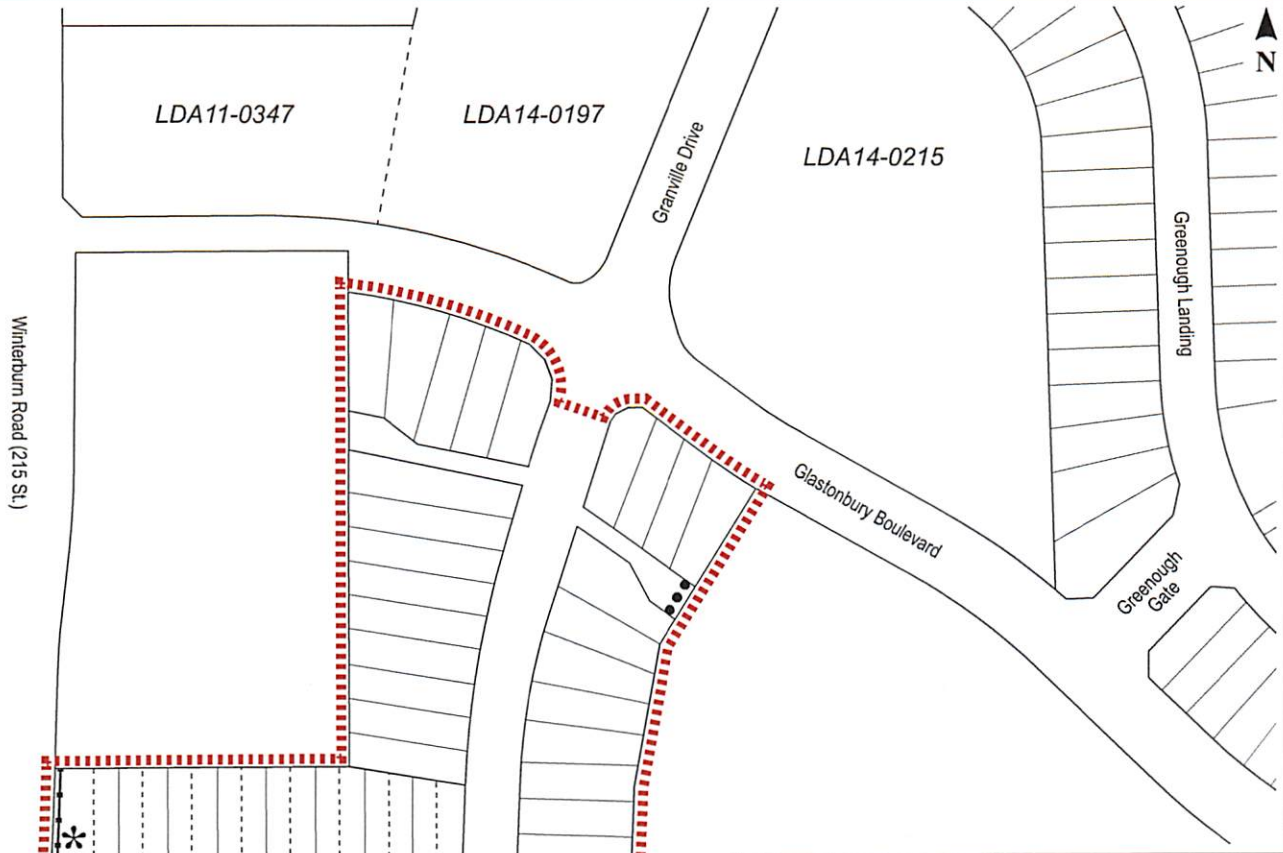 N
LDA11-0347
LDA14-0197
LDA14-0215
Granville Drive
Greenough Landing
Winterburn Road (215 St.)
Glastonbury Boulevard
Greenough
Gate
*